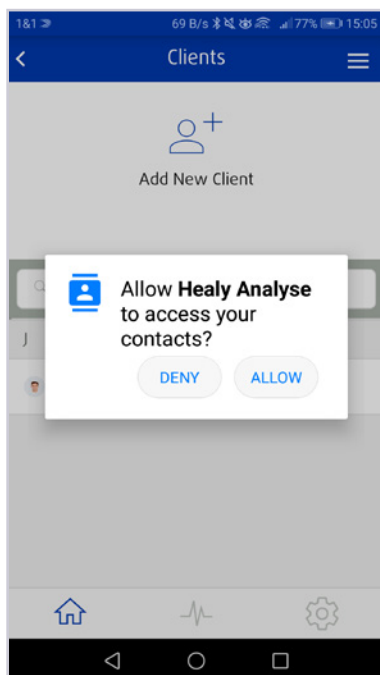 1&1 69 B/s 77% 15:05
Clients
Add New Client
Allow Healy Analyse
to access your
contacts?
DENY ALLOW
J